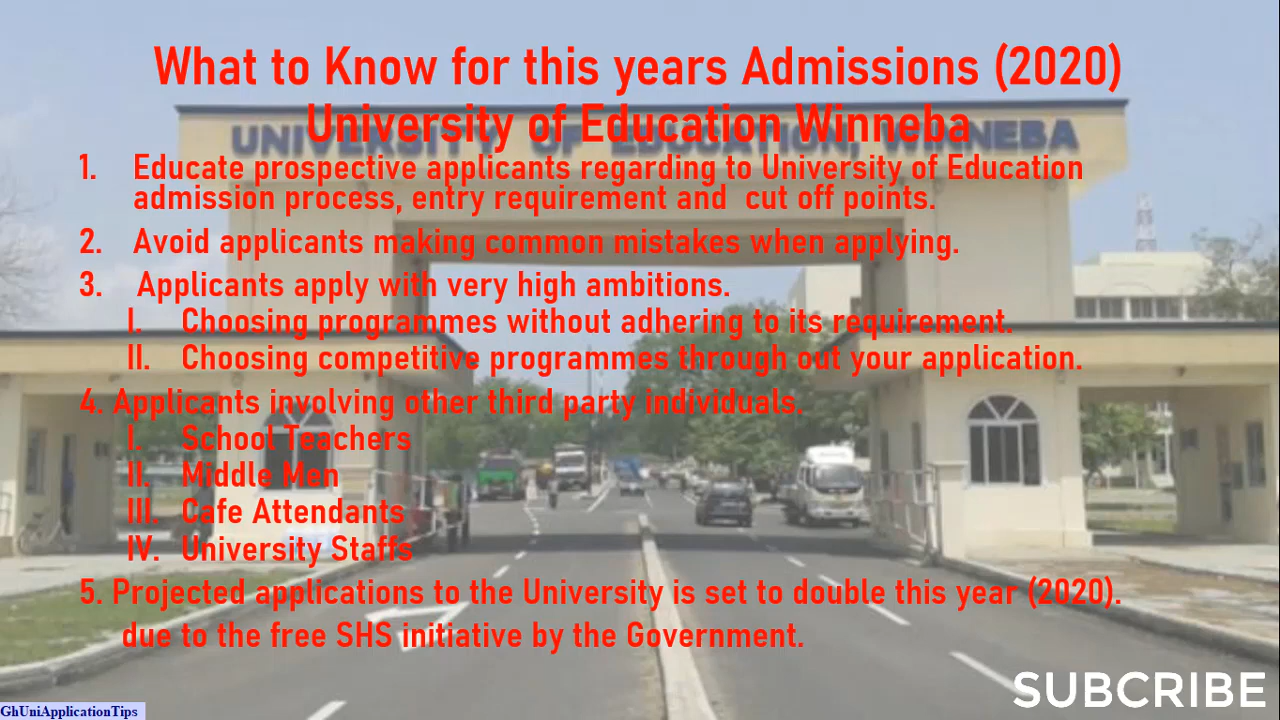 What to Know for this years Admissions (2020)
University of Education Winneba
UNIVERSITY OF EDUCATION, WINNEBA
1. Educate prospective applicants regarding to University of Education
admission process, entry requirement and cut off points.
2. Avoid applicants making common mistakes when applying.
3. Applicants apply with very high ambitions.
I. Choosing programmes without adhering to its requirement.
II. Choosing competitive programmes through out your application.
4. Applicants involving other third party individuals.
I. School Teachers
II. Middle Men
III. Cafe Attendants
IV. University Staffs
5. Projected applications to the University is set to double this year (2020).
due to the free SHS initiative by the Government.
SUBCRIBE
GhUniApplicationTips